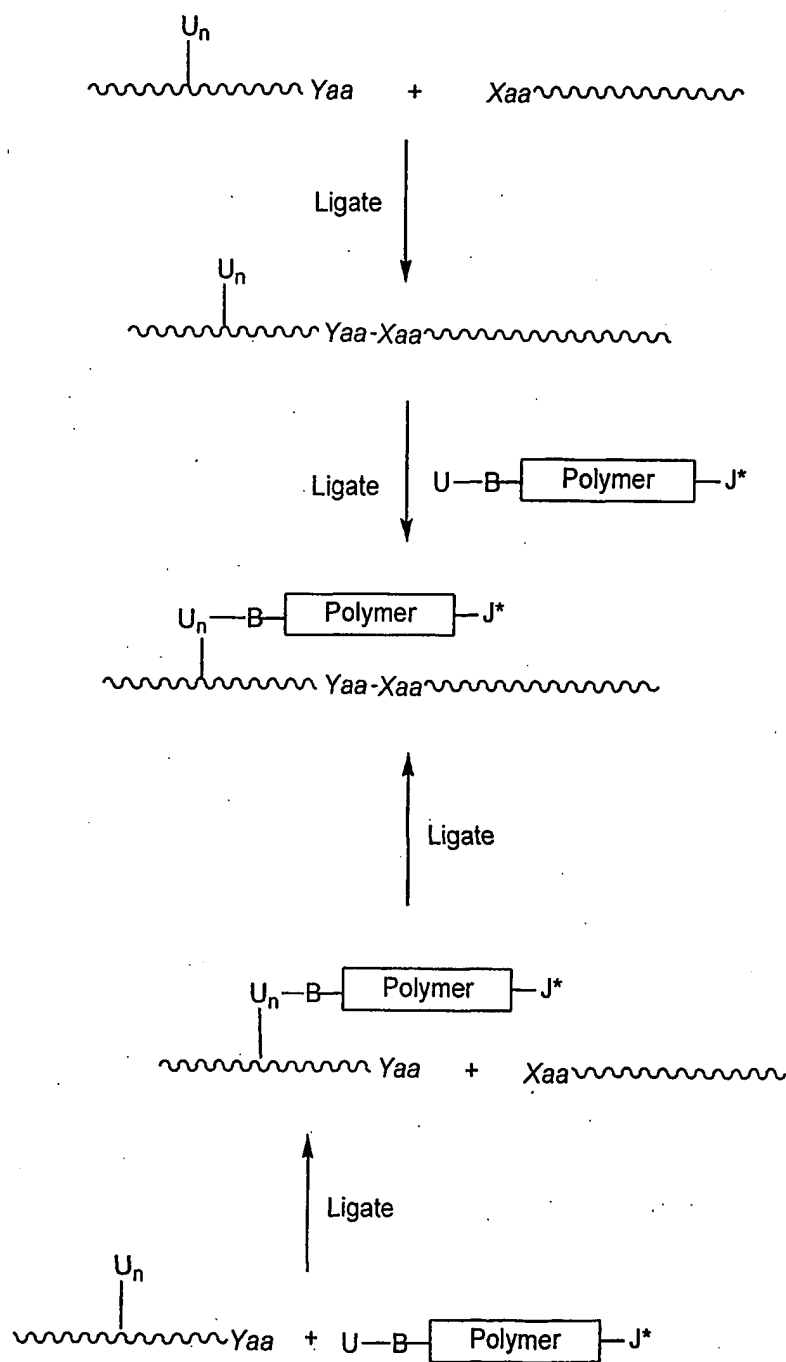 Uₙ
Yaa + Xaa
Ligate
Uₙ
Yaa-Xaa
Ligate U—B—Polymer—J*
Uₙ—B—Polymer—J*
Yaa-Xaa
Ligate
Uₙ—B—Polymer—J*
Yaa + Xaa
Ligate
Uₙ
Yaa + U—B—Polymer—J*